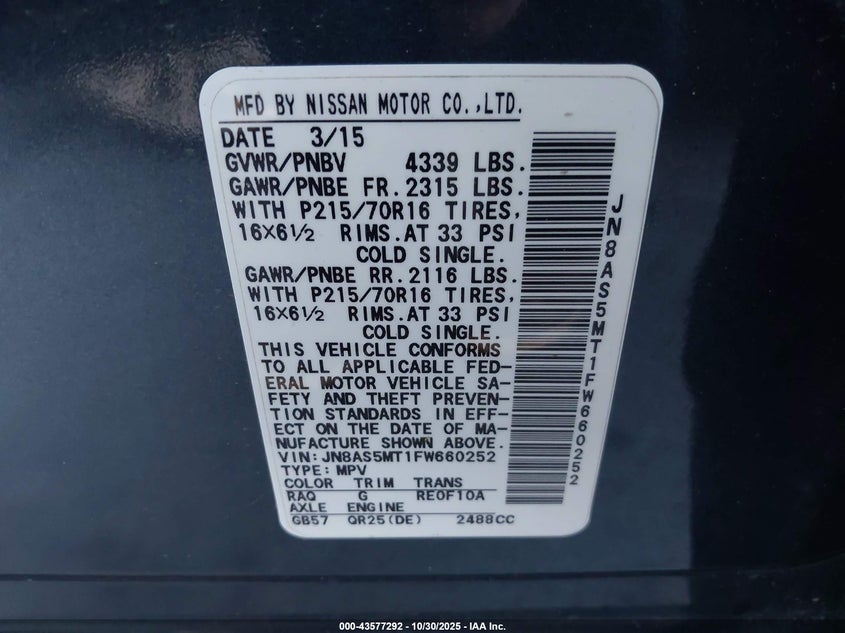 MFD BY NISSAN MOTOR CO.,LTD.
DATE 3/15
GVWR/PNBV 4339 LBS.
GAWR/PNBE FR.2315 LBS.
WITH P215/70R16 TIRES,
16×6½ RIMS.AT 33 PSI
COLD SINGLE.
GAWR/PNBE RR.2116 LBS.
WITH P215/70R16 TIRES,
16×6½ RIMS.AT 33 PSI
COLD SINGLE.
THIS VEHICLE CONFORMS
TO ALL APPLICABLE FED-
ERAL MOTOR VEHICLE SA-
FETY AND THEFT PREVEN-
TION STANDARDS IN EFF-
ECT ON THE DATE OF MA-
NUFACTURE SHOWN ABOVE.
VIN:JN8AS5MT1FW660252
TYPE:MPV
COLOR TRIM TRANS
RAQ G RE0F10A
AXLE ENGINE
GB57 QR25(DE) 2488CC
JN8AS5MT1FW660252
000-43577292 - 10/30/2025 - IAA Inc.